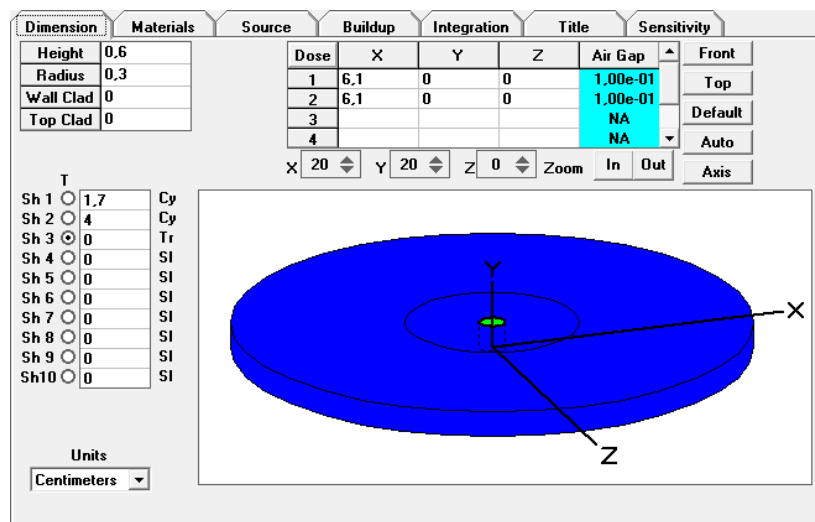 Dimension Materials Source Buildup Integration Title Sensitivity
Height 0,6
Radius 0,3
Wall Clad 0
Top Clad 0
Dose X Y Z Air Gap
1 6,1 0 0 1,00e-01
2 6,1 0 0 1,00e-01
3 NA
4 NA
Front
Top
Default
Auto
Axis
X 20 Y 20 Z 0 Zoom In Out
T
Sh 1 1,7 Cy
Sh 2 4 Cy
Sh 3 0 Tr
Sh 4 0 Sl
Sh 5 0 Sl
Sh 6 0 Sl
Sh 7 0 Sl
Sh 8 0 Sl
Sh 9 0 Sl
Sh10 0 Sl
Y
X
Z
Units
Centimeters